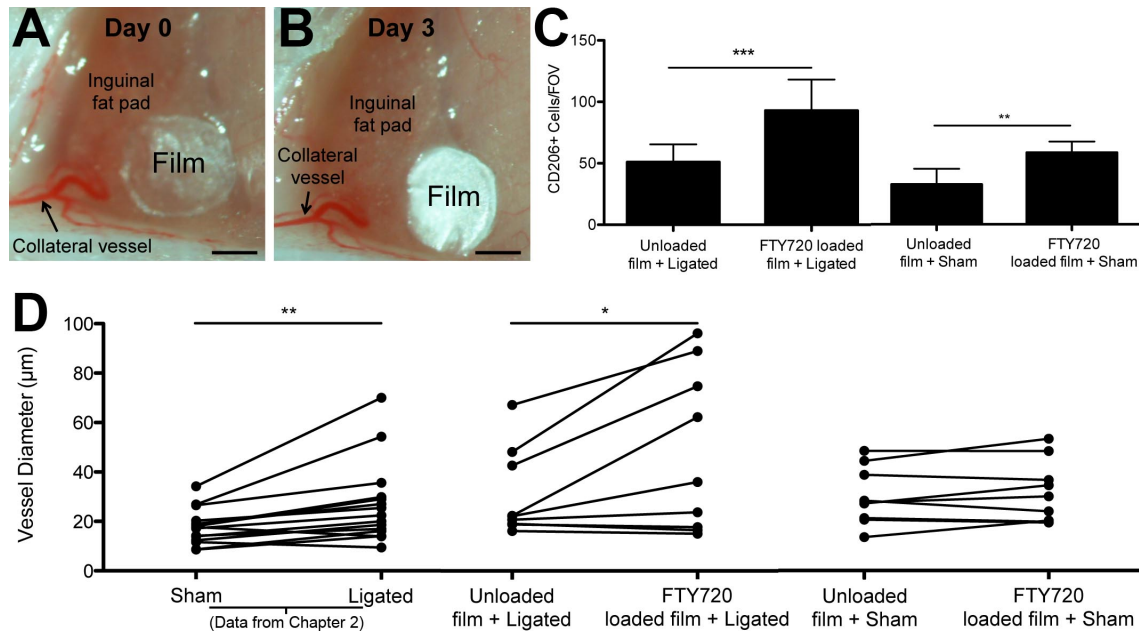 A
Day 0
Inguinal
fat pad
Film
Collateral vessel
B
Day 3
Inguinal
fat pad
Collateral
vessel
Film
C
CD206+ Cells/FOV
150
100
50
0
***
**
Unloaded
film + Ligated
FTY720 loaded
film + Ligated
Unloaded
film + Sham
FTY720
loaded film + Sham
D
Vessel Diameter (µm)
100
80
60
40
20
0
**
*
Sham
Ligated
(Data from Chapter 2)
Unloaded
film + Ligated
FTY720
loaded film + Ligated
Unloaded
film + Sham
FTY720
loaded film + Sham